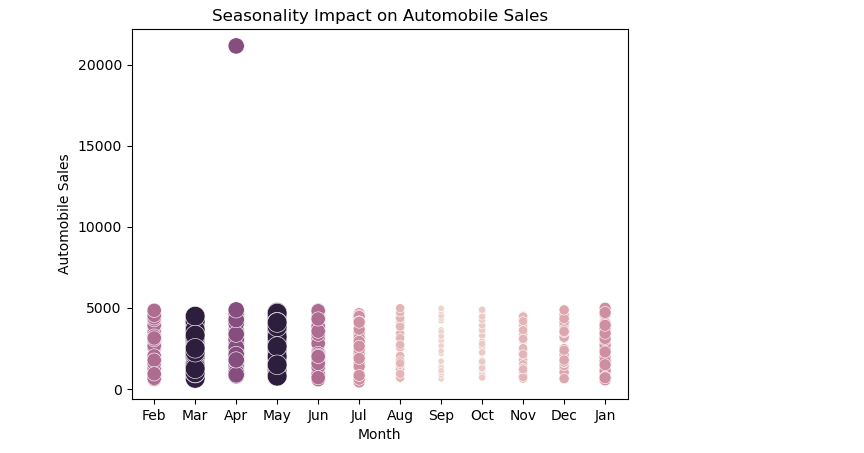 Seasonality Impact on Automobile Sales
20000
15000
10000
5000
0
Automobile Sales
Feb Mar Apr May Jun Jul Aug Sep Oct Nov Dec Jan
Month